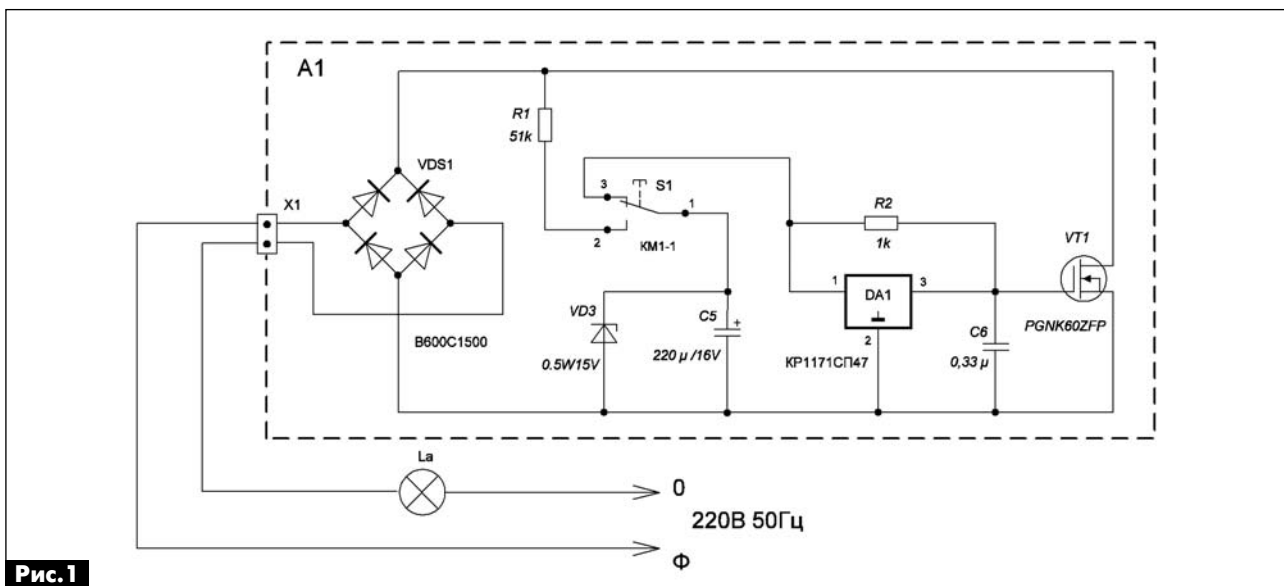 A1
R1
51k
VDS1
X1
3
S1
1
2
КМ1-1
R2
1k
VT1
1
DA1
3
2
PGNK60ZFP
VD3
0.5W15V
C5
+
220 μ /16V
КР1171СП47
C6
0,33 μ
B600C1500
La
0
220В 50Гц
Ф
Рис.1